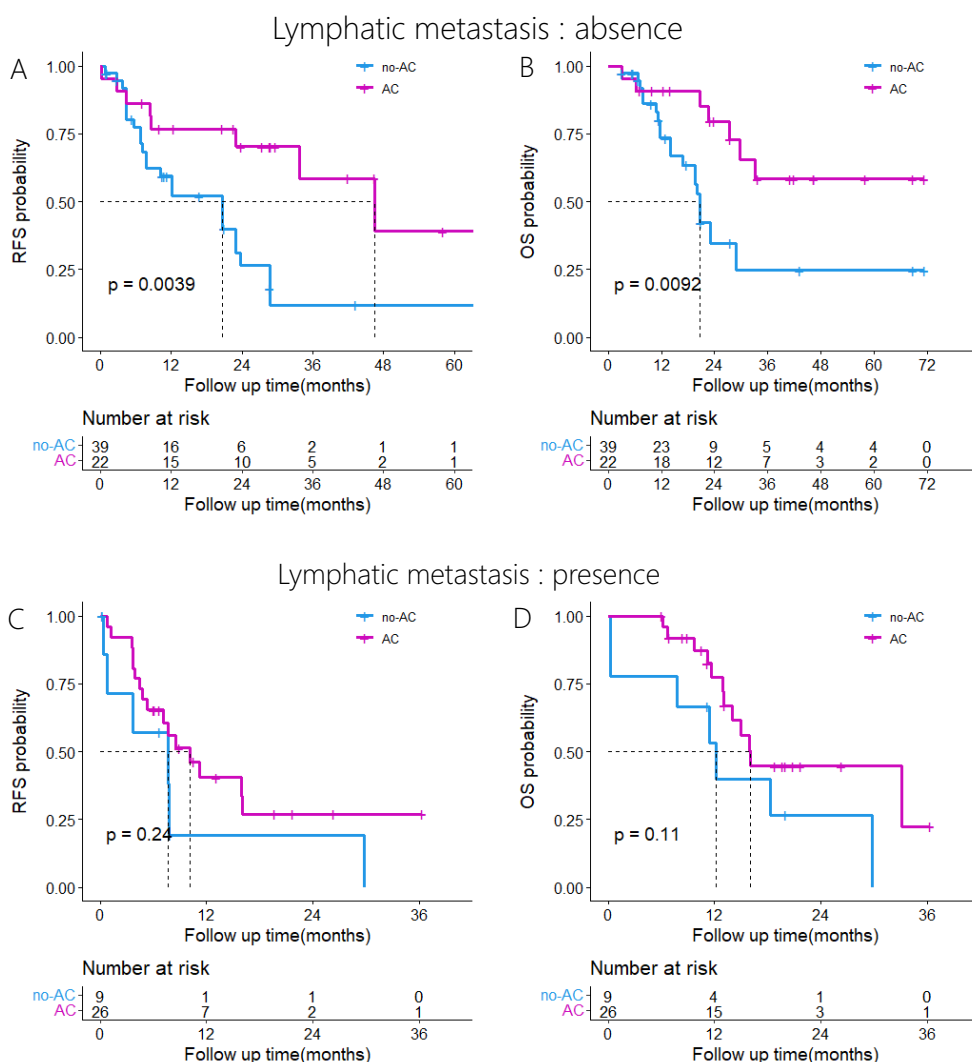 Lymphatic metastasis : absence
A
B
1.00
0.75
0.50
0.25
0.00
RFS probability
no-AC
AC
p = 0.0039
0 12 24 36 48 60
Follow up time(months)
1.00
0.75
0.50
0.25
0.00
OS probability
no-AC
AC
p = 0.0092
0 12 24 36 48 60 72
Follow up time(months)
Number at risk
no-AC 39 16 6 2 1 1
AC 22 15 10 5 2 1
0 12 24 36 48 60
Follow up time(months)
Number at risk
no-AC 39 23 9 5 4 4 0
AC 22 18 12 7 3 2 0
0 12 24 36 48 60 72
Follow up time(months)
Lymphatic metastasis : presence
C
D
1.00
0.75
0.50
0.25
0.00
RFS probability
no-AC
AC
p = 0.24
0 12 24 36
Follow up time(months)
1.00
0.75
0.50
0.25
0.00
OS probability
no-AC
AC
p = 0.11
0 12 24 36
Follow up time(months)
Number at risk
no-AC 9 1 1 0
AC 26 7 2 1
0 12 24 36
Follow up time(months)
Number at risk
no-AC 9 4 1 0
AC 26 15 3 1
0 12 24 36
Follow up time(months)